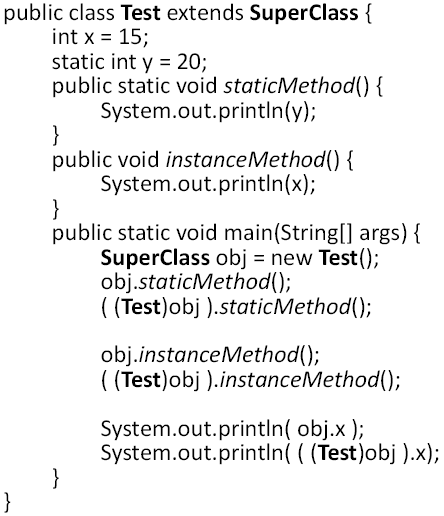 public class Test extends SuperClass {
int x = 15;
static int y = 20;
public static void staticMethod() {
System.out.println(y);
}
public void instanceMethod() {
System.out.println(x);
}
public static void main(String[] args) {
SuperClass obj = new Test();
obj.staticMethod();
( (Test)obj ).staticMethod();
obj.instanceMethod();
( (Test)obj ).instanceMethod();
System.out.println( obj.x );
System.out.println( ( (Test)obj ).x);
}
}